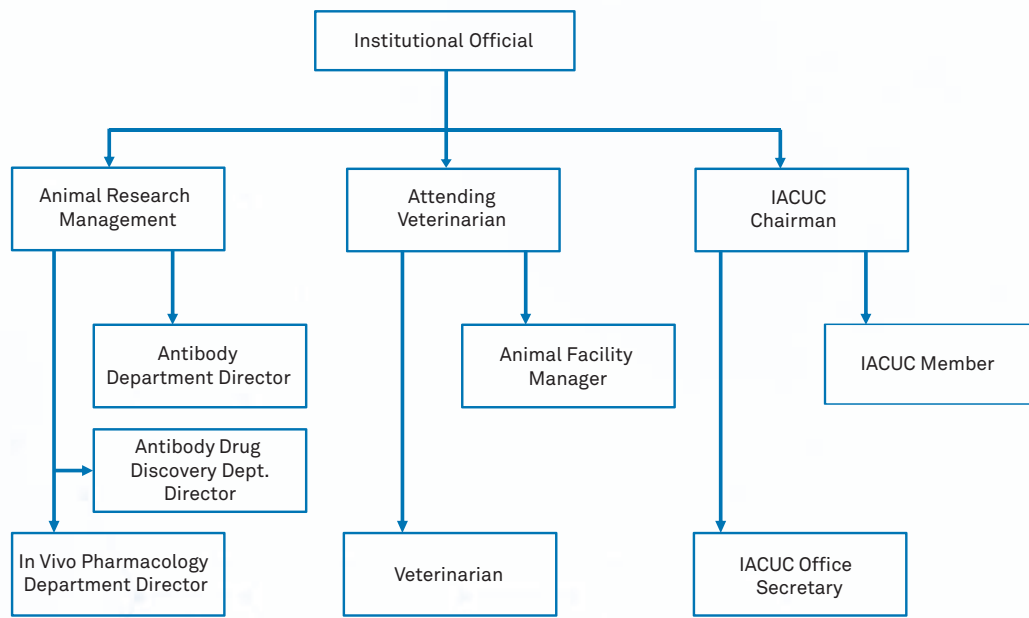 Institutional Official
Animal Research
Management
Attending
Veterinarian
IACUC
Chairman
Antibody
Department Director
Animal Facility
Manager
IACUC Member
Antibody Drug
Discovery Dept.
Director
In Vivo Pharmacology
Department Director
Veterinarian
IACUC Office
Secretary